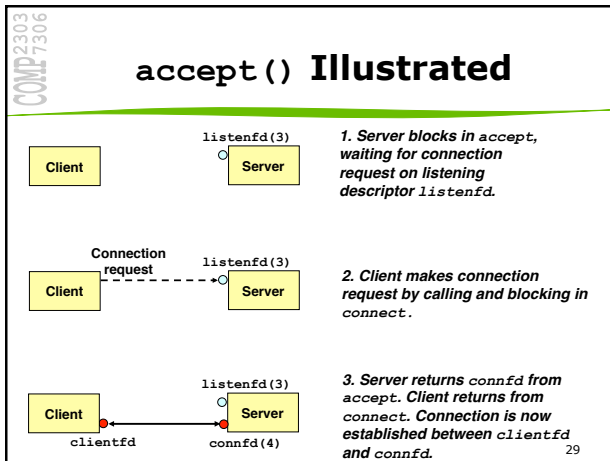 COMP 2303
7306
accept() Illustrated
listenfd(3)
Client
Server
1. Server blocks in accept,
waiting for connection
request on listening
descriptor listenfd.
Connection
request
listenfd(3)
Client
Server
2. Client makes connection
request by calling and blocking in
connect.
listenfd(3)
Client
Server
clientfd
connfd(4)
3. Server returns connfd from
accept. Client returns from
connect. Connection is now
established between clientfd
and connfd.
29